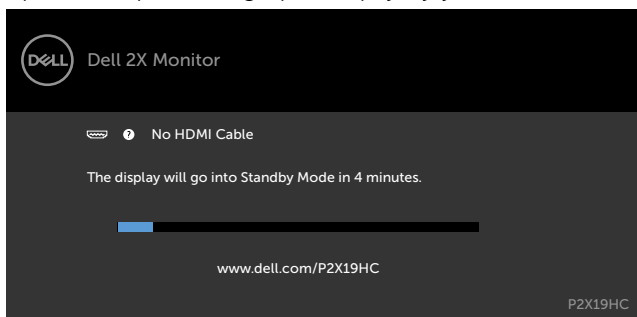 DELL
Dell 2X Monitor
? No HDMI Cable
The display will go into Standby Mode in 4 minutes.
www.dell.com/P2X19HC
P2X19HC